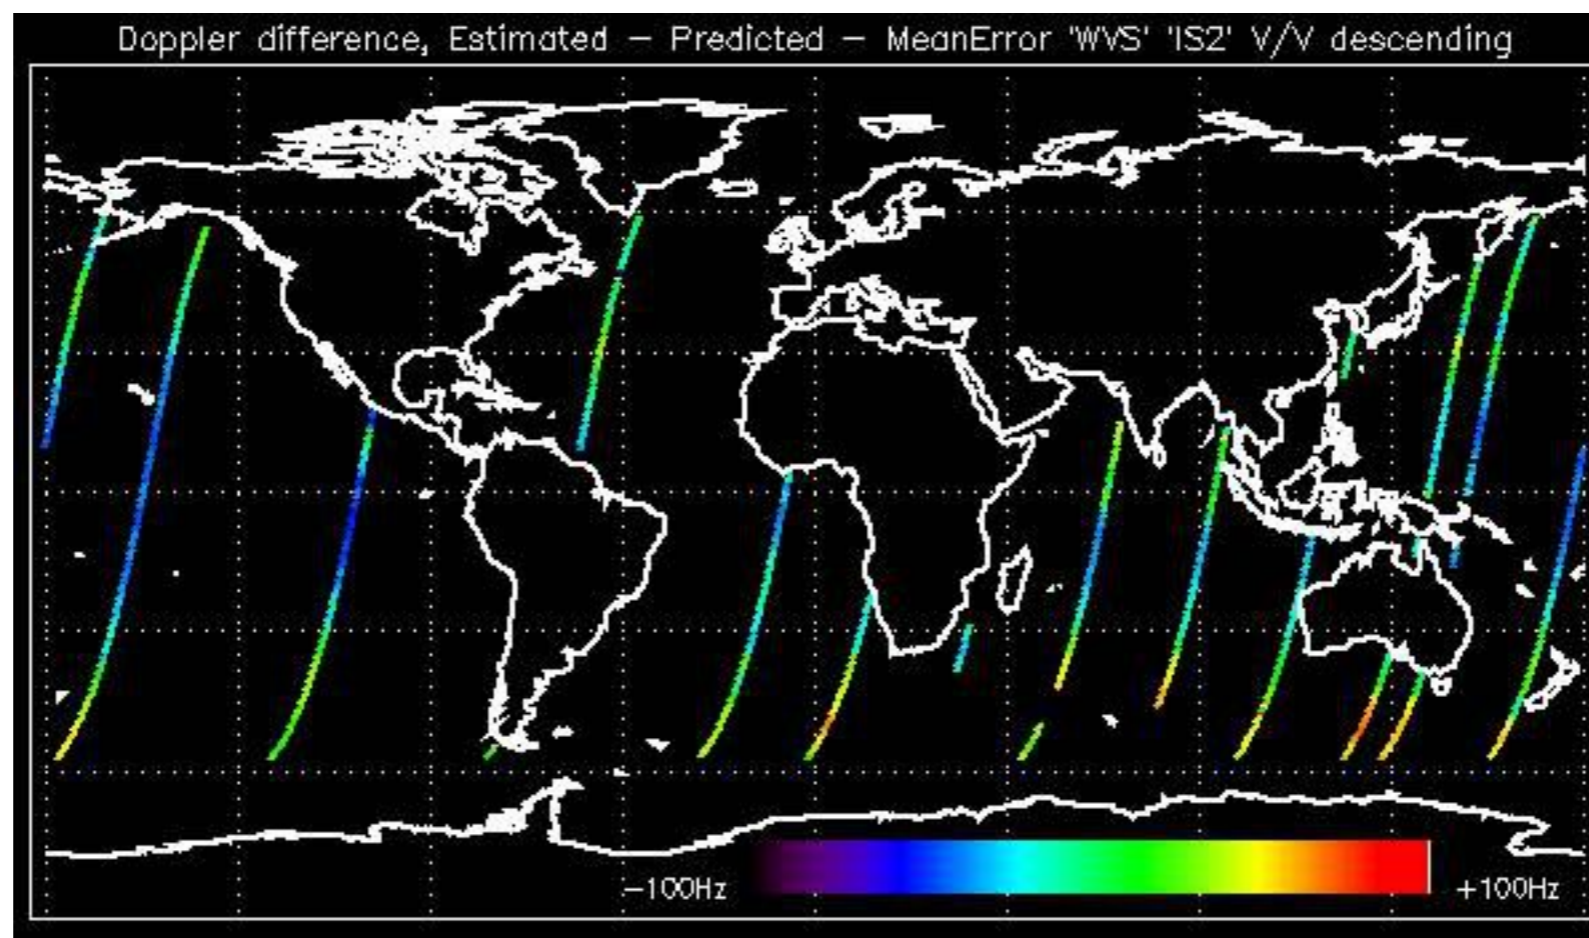 Doppler difference, Estimated – Predicted – MeanError 'WVS' 'IS2' V/V descending
–100Hz
+100Hz